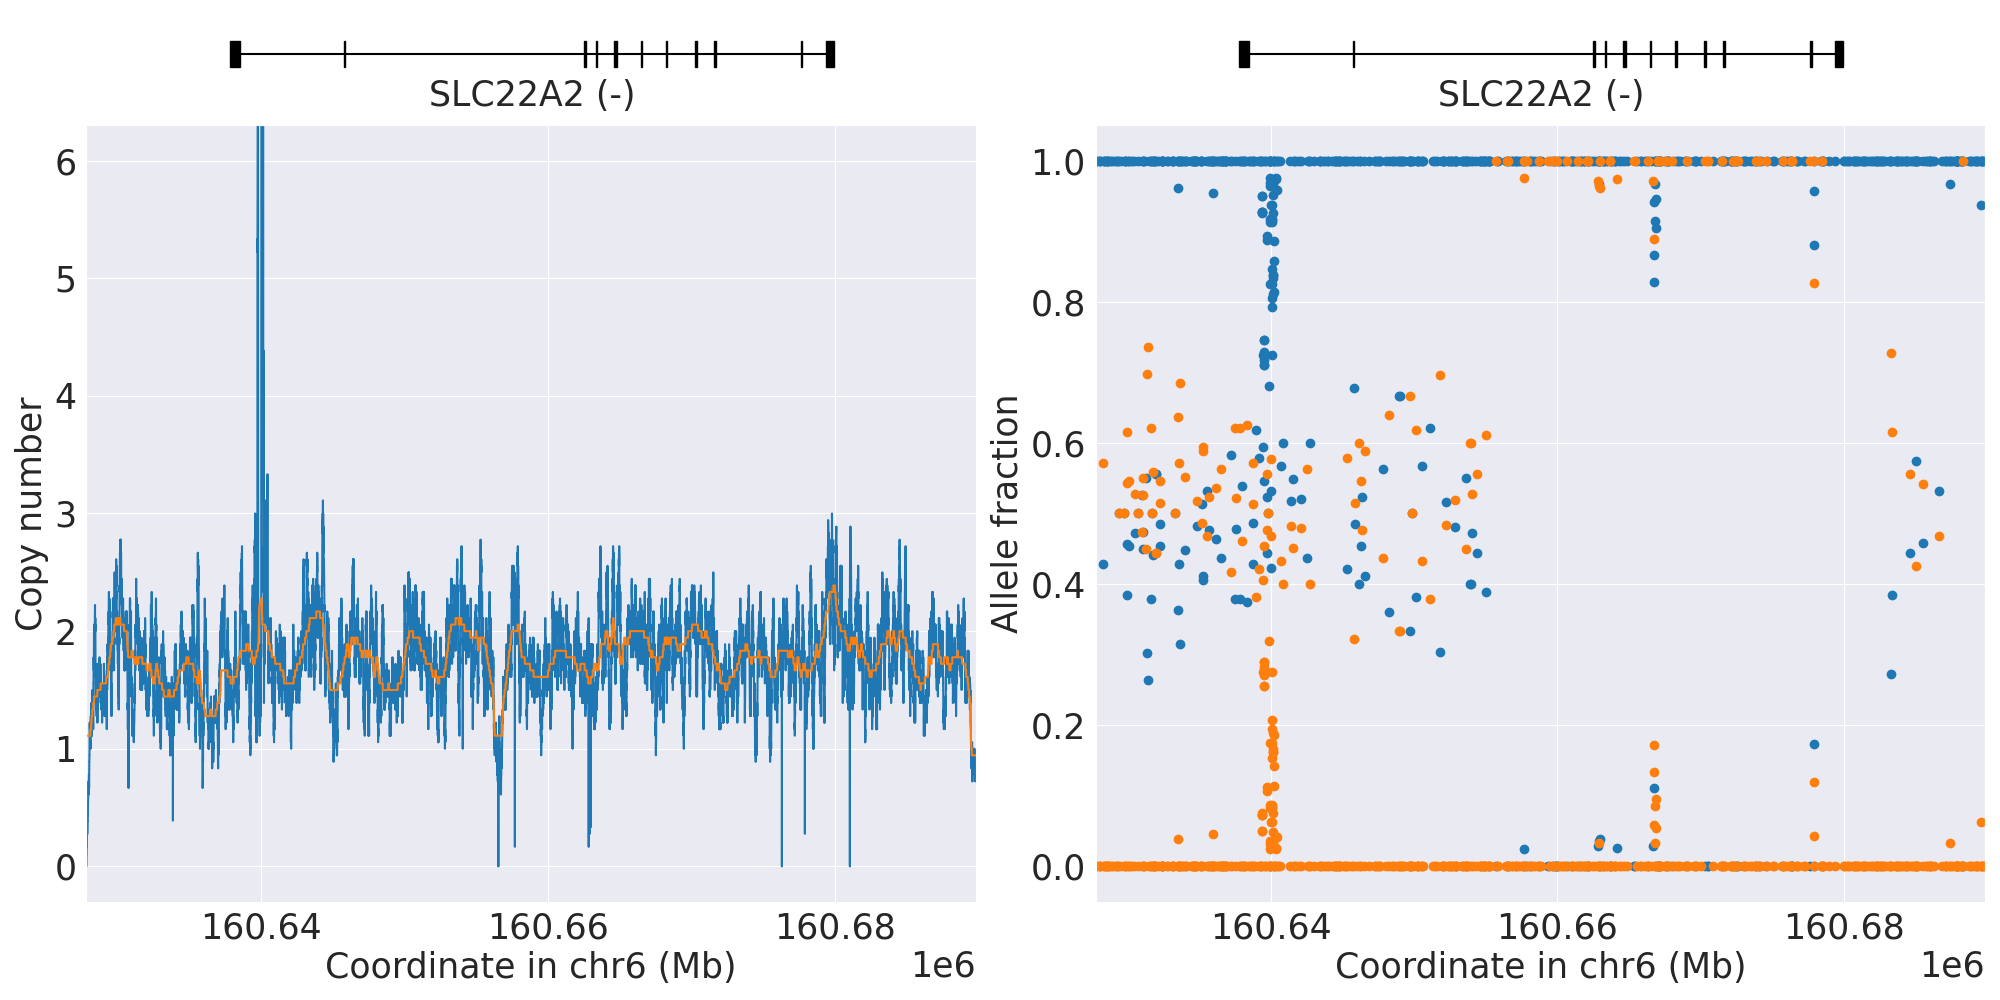 SLC22A2 (-)
Copy number
6
5
4
3
2
1
0
160.64
160.66
160.68
Coordinate in chr6 (Mb)
1e6
SLC22A2 (-)
Allele fraction
1.0
0.8
0.6
0.4
0.2
0.0
160.64
160.66
160.68
Coordinate in chr6 (Mb)
1e6